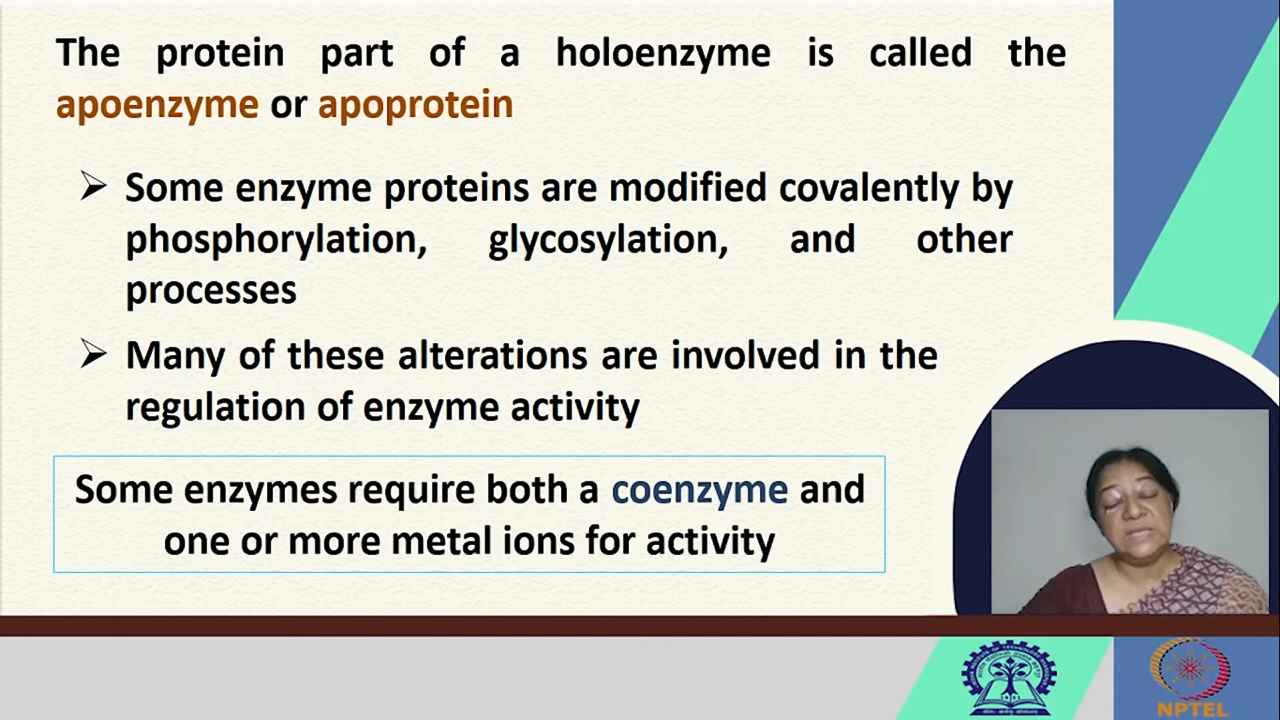 The protein part of a holoenzyme is called the
apoenzyme or apoprotein
➢ Some enzyme proteins are modified covalently by
phosphorylation, glycosylation, and other
processes
➢ Many of these alterations are involved in the
regulation of enzyme activity
Some enzymes require both a coenzyme and
one or more metal ions for activity
NPTEL